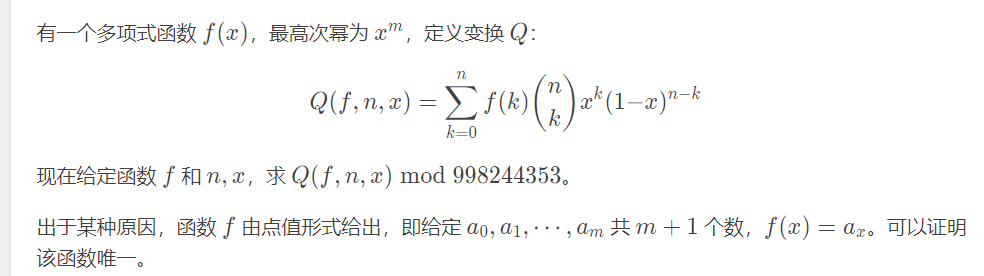 有一个多项式函数 f(x)，最高次幂为 x^m，定义变换 Q：
Q(f, n, x) = \sum_{k=0}^{n} f(k) \binom{n}{k} x^k (1−x)^{n−k}
现在给定函数 f 和 n, x，求 Q(f, n, x) mod 998244353。
出于某种原因，函数 f 由点值形式给出，即给定 a_0, a_1, ⋯, a_m 共 m + 1 个数，f(x) = a_x。可以证明
该函数唯一。